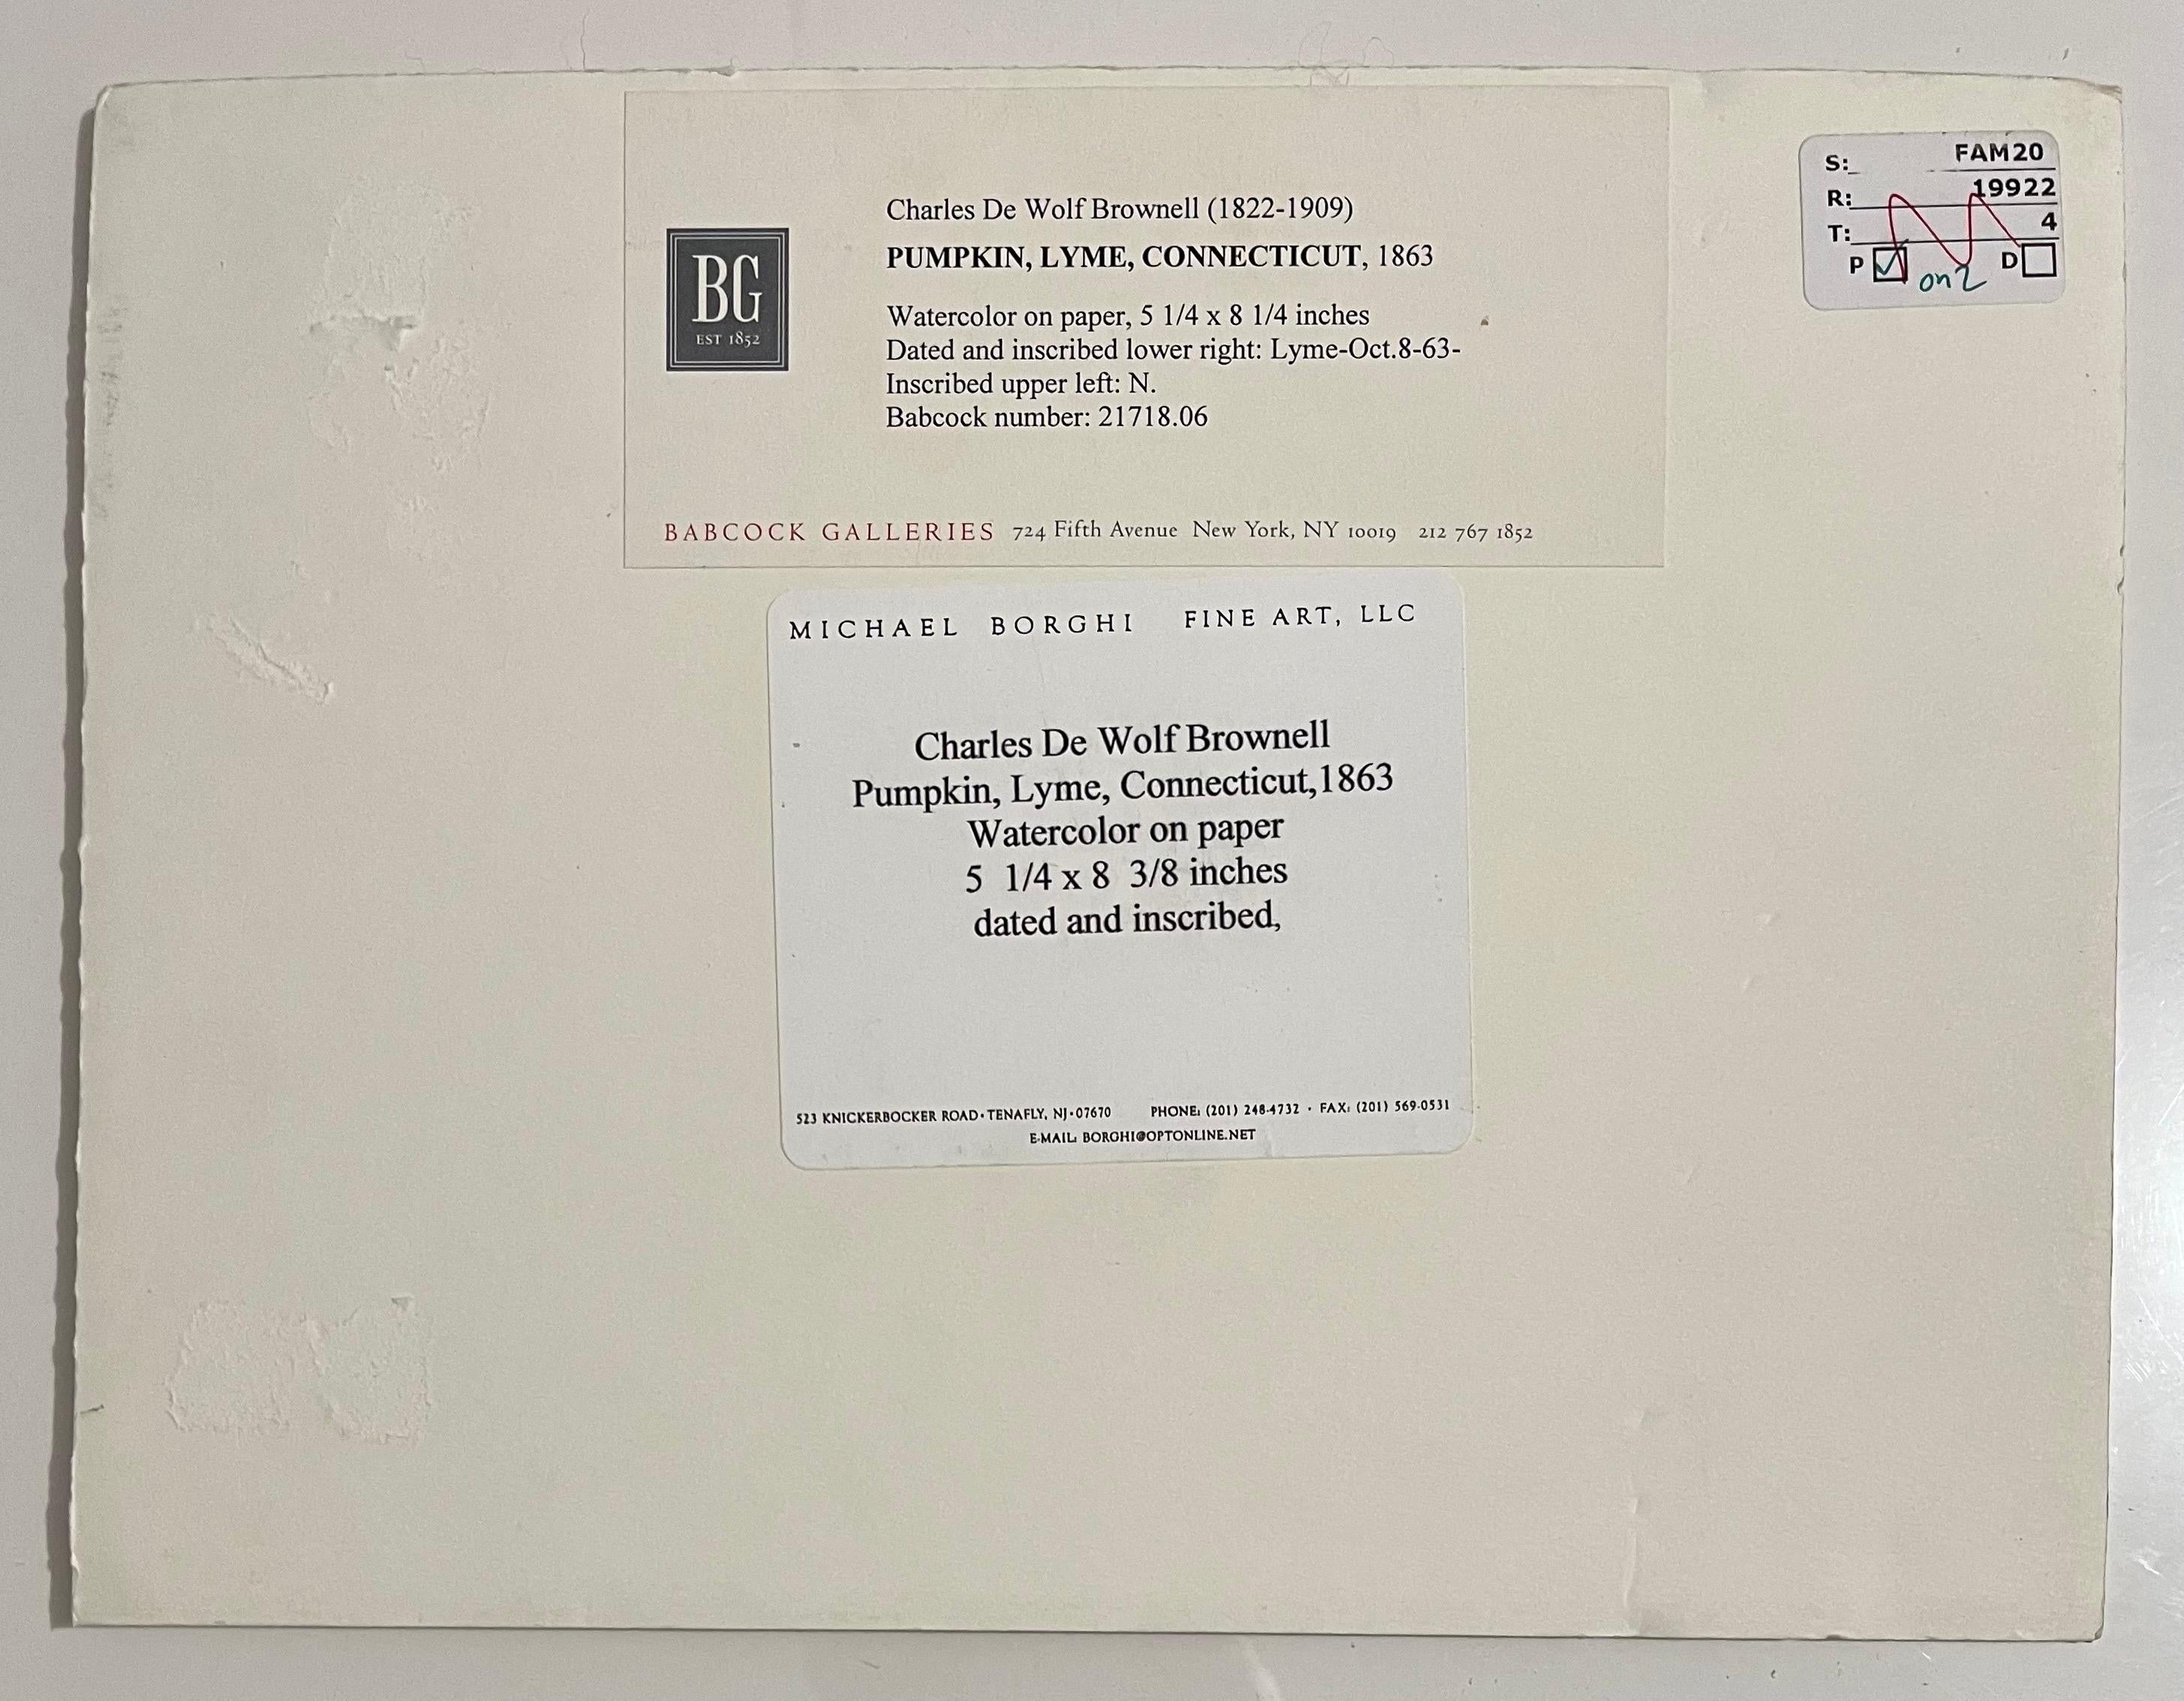 Charles De Wolf Brownell (1822-1909)
PUMPKIN, LYME, CONNECTICUT, 1863
Watercolor on paper, 5 1/4 x 8 1/4 inches
Dated and inscribed lower right: Lyme-Oct.8-63-
Inscribed upper left: N.
Babcock number: 21718.06
BG
EST 1852
BABCOCK GALLERIES 724 Fifth Avenue New York, NY 10019 212 767 1852
S: FAM20
R: 19922
T: 4
P on2 D
MICHAEL BORGHI FINE ART, LLC
Charles De Wolf Brownell
Pumpkin, Lyme, Connecticut,1863
Watercolor on paper
5 1/4 x 8 3/8 inches
dated and inscribed,
523 KNICKERBOCKER ROAD • TENAFLY, NJ • 07670 PHONE: (201) 248-4732 • FAX: (201) 569-0531
E-MAIL: BORGHI@OPTONLINE.NET